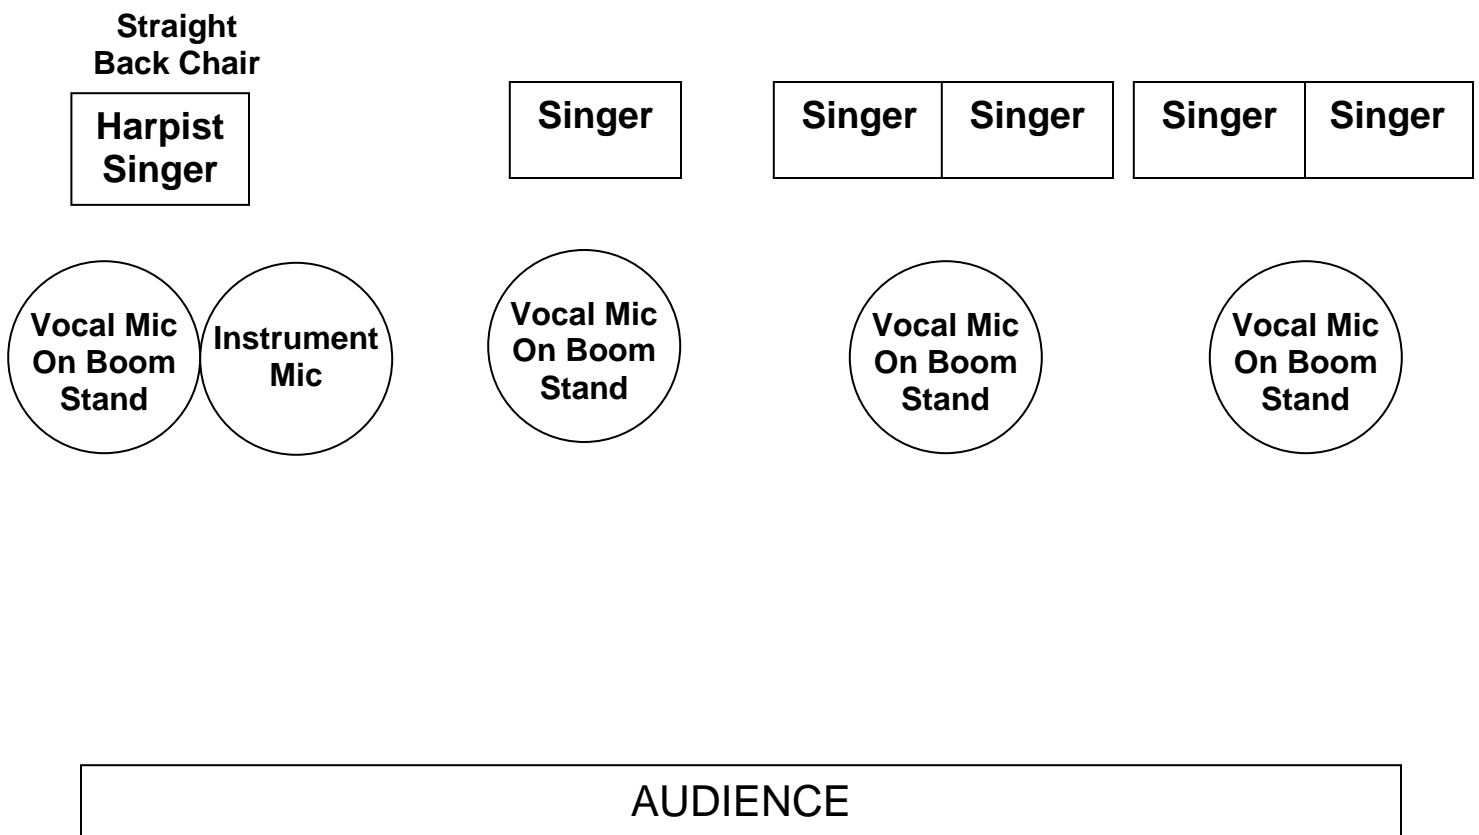 Straight
Back Chair
Harpist
Singer
Singer
Singer
Singer
Singer
Singer
Vocal Mic
On Boom
Stand
Instrument
Mic
Vocal Mic
On Boom
Stand
Vocal Mic
On Boom
Stand
Vocal Mic
On Boom
Stand
AUDIENCE